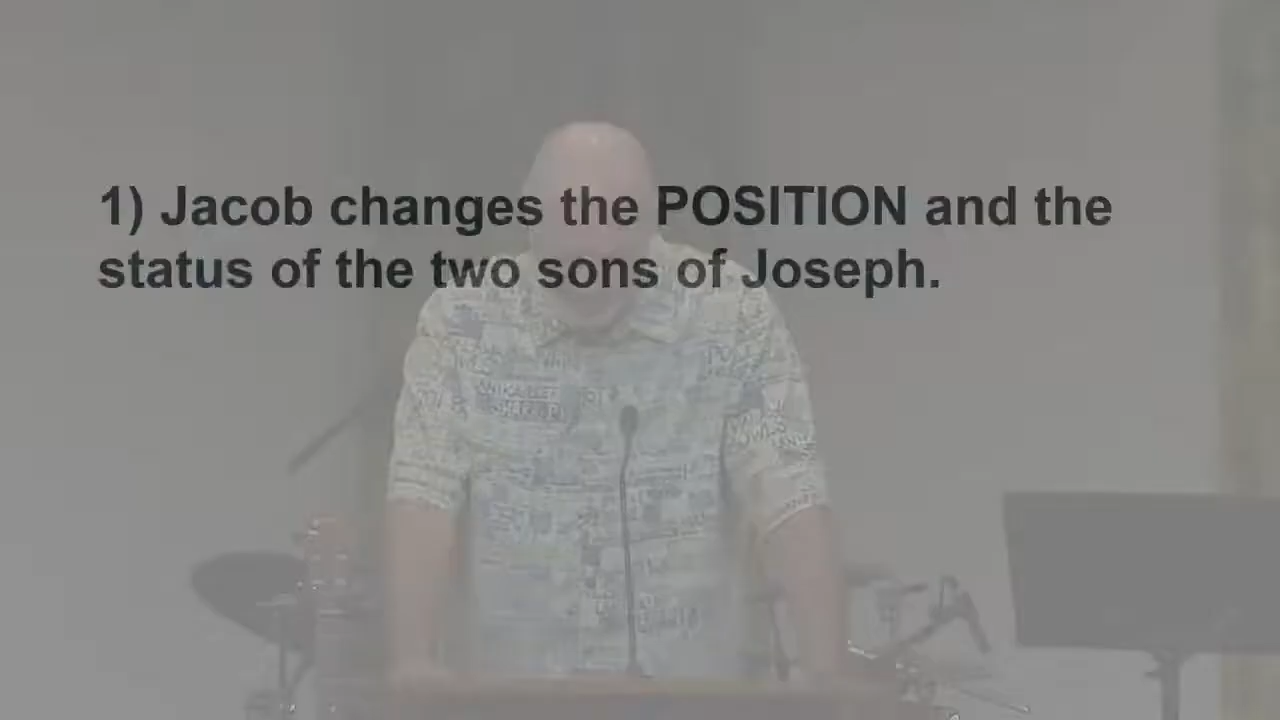 1) Jacob changes the POSITION and the
status of the two sons of Joseph.